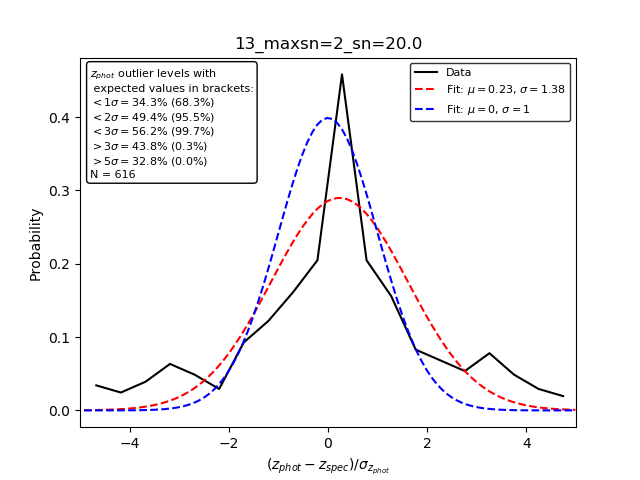 13_maxsn=2_sn=20.0
z_phot outlier levels with
expected values in brackets:
<1σ=34.3% (68.3%)
<2σ=49.4% (95.5%)
<3σ=56.2% (99.7%)
>3σ=43.8% (0.3%)
>5σ=32.8% (0.0%)
N = 616
Data
Fit: μ=0.23, σ=1.38
Fit: μ=0, σ=1
0.4
0.3
0.2
0.1
0.0
Probability
−4 −2 0 2 4
(z_phot − z_spec)/σ_z_phot